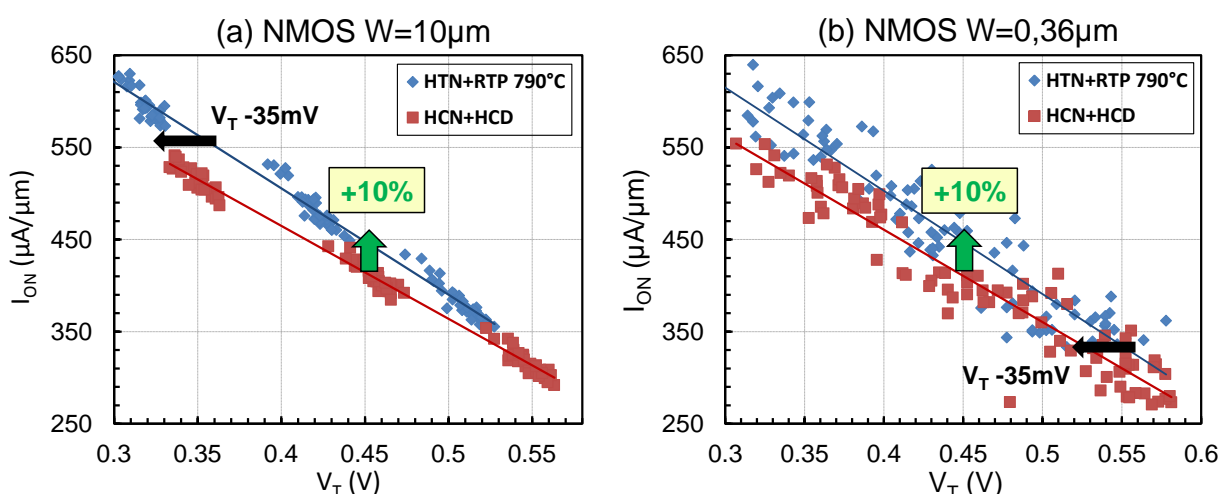 (a) NMOS W=10µm
650
550
450
350
250
I_ON (µA/µm)
V_T -35mV
HTN+RTP 790°C
HCN+HCD
+10%
0.3
0.35
0.4
0.45
0.5
0.55
V_T (V)
(b) NMOS W=0,36µm
650
550
450
350
250
I_ON (µA/µm)
HTN+RTP 790°C
HCN+HCD
+10%
V_T -35mV
0.3
0.35
0.4
0.45
0.5
0.55
0.6
V_T (V)